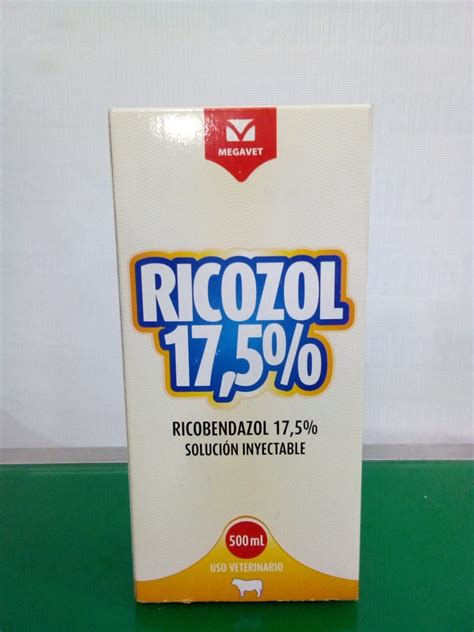 MEGAVET
RICOZOL
17,5%
RICOBENDAZOL 17,5%
SOLUCIÓN INYECTABLE
500 mL
USO VETERINARIO